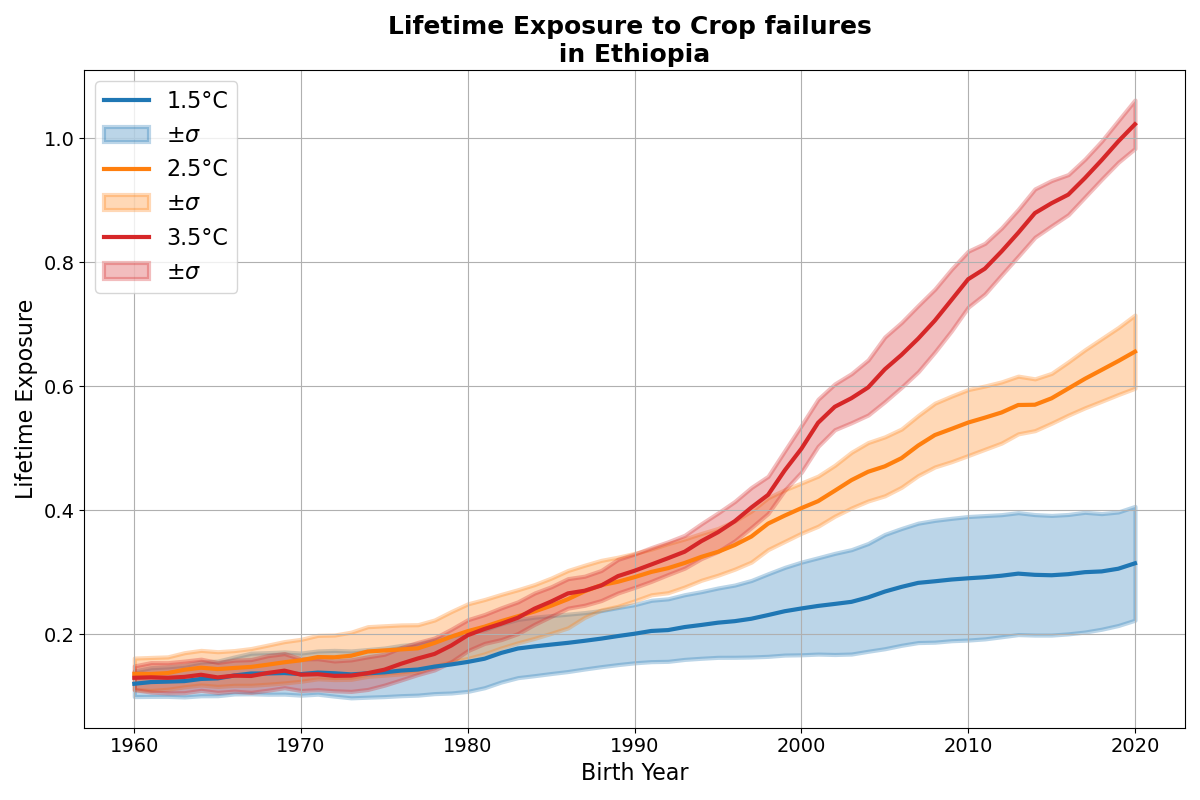 Lifetime Exposure to Crop failures
in Ethiopia
1.5°C
±σ
2.5°C
±σ
3.5°C
±σ
Lifetime Exposure
1.0
0.8
0.6
0.4
0.2
1960 1970 1980 1990 2000 2010 2020
Birth Year